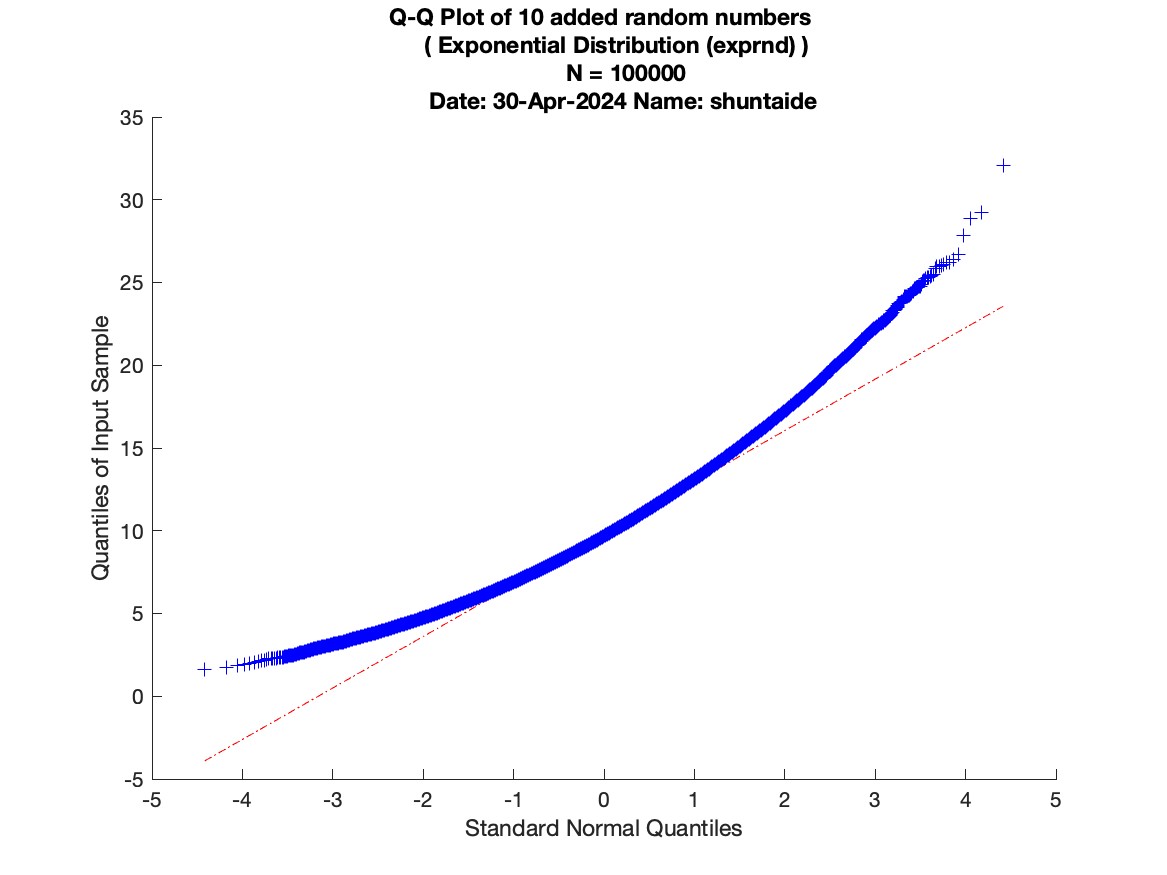 Q-Q Plot of 10 added random numbers
( Exponential Distribution (exprnd) )
N = 100000
Date: 30-Apr-2024 Name: shuntaide
35
30
25
20
15
10
5
0
-5
Quantiles of Input Sample
-5 -4 -3 -2 -1 0 1 2 3 4 5
Standard Normal Quantiles